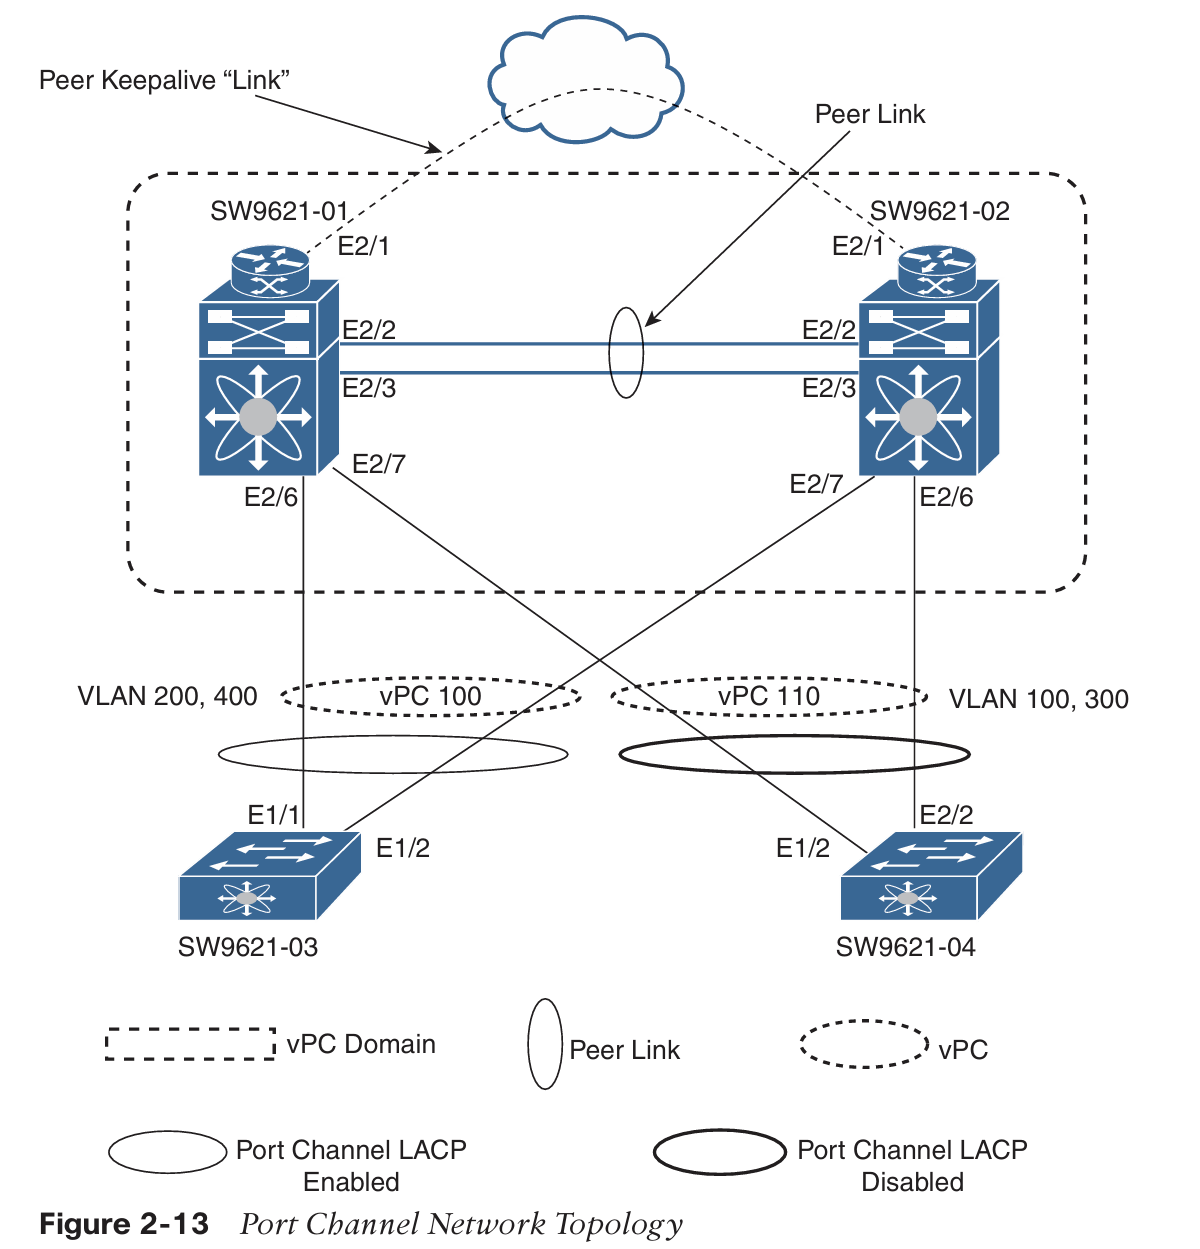 Peer Keepalive “Link”
Peer Link
SW9621-01
SW9621-02
E2/1
E2/1
E2/2
E2/2
E2/3
E2/3
E2/7
E2/7
E2/6
E2/6
VLAN 200, 400
vPC 100
vPC 110
VLAN 100, 300
E1/1
E2/2
E1/2
E1/2
SW9621-03
SW9621-04
vPC Domain
Peer Link
vPC
Port Channel LACP
Enabled
Port Channel LACP
Disabled
Figure 2-13 Port Channel Network Topology